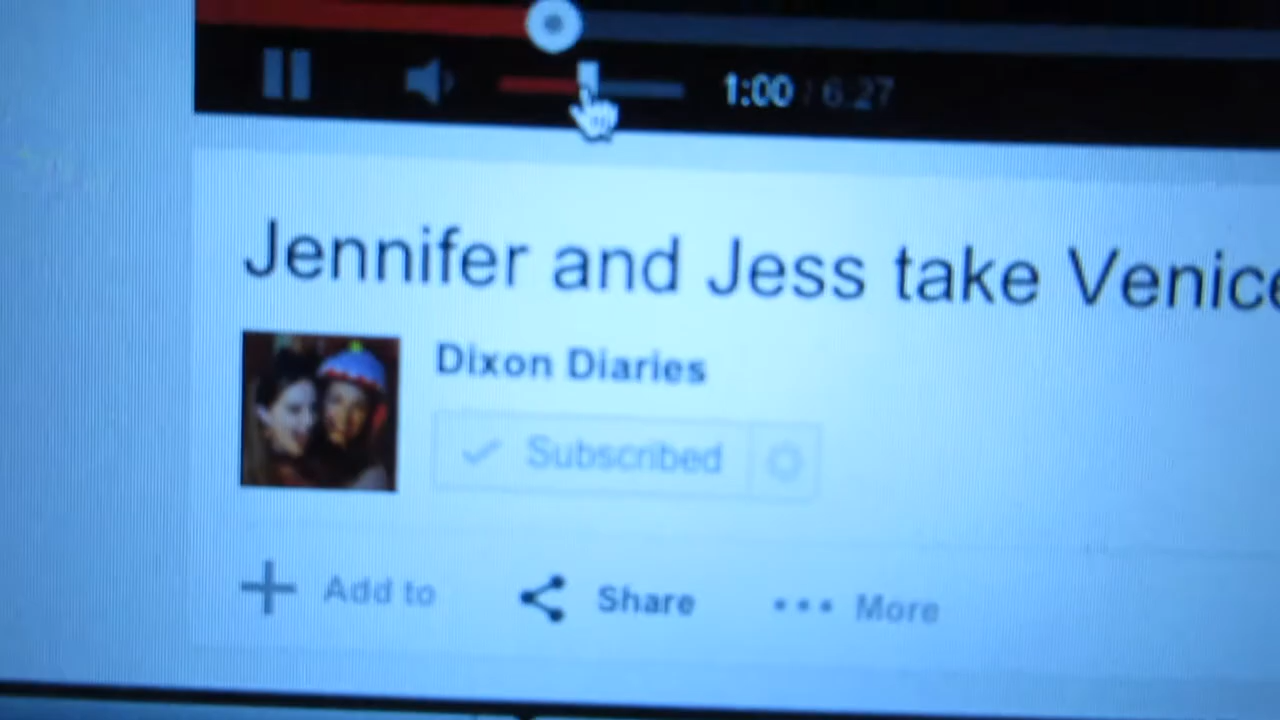 1:00 / 6:27
Jennifer and Jess take Venice
Dixon Diaries
Subscribed
Add to Share More